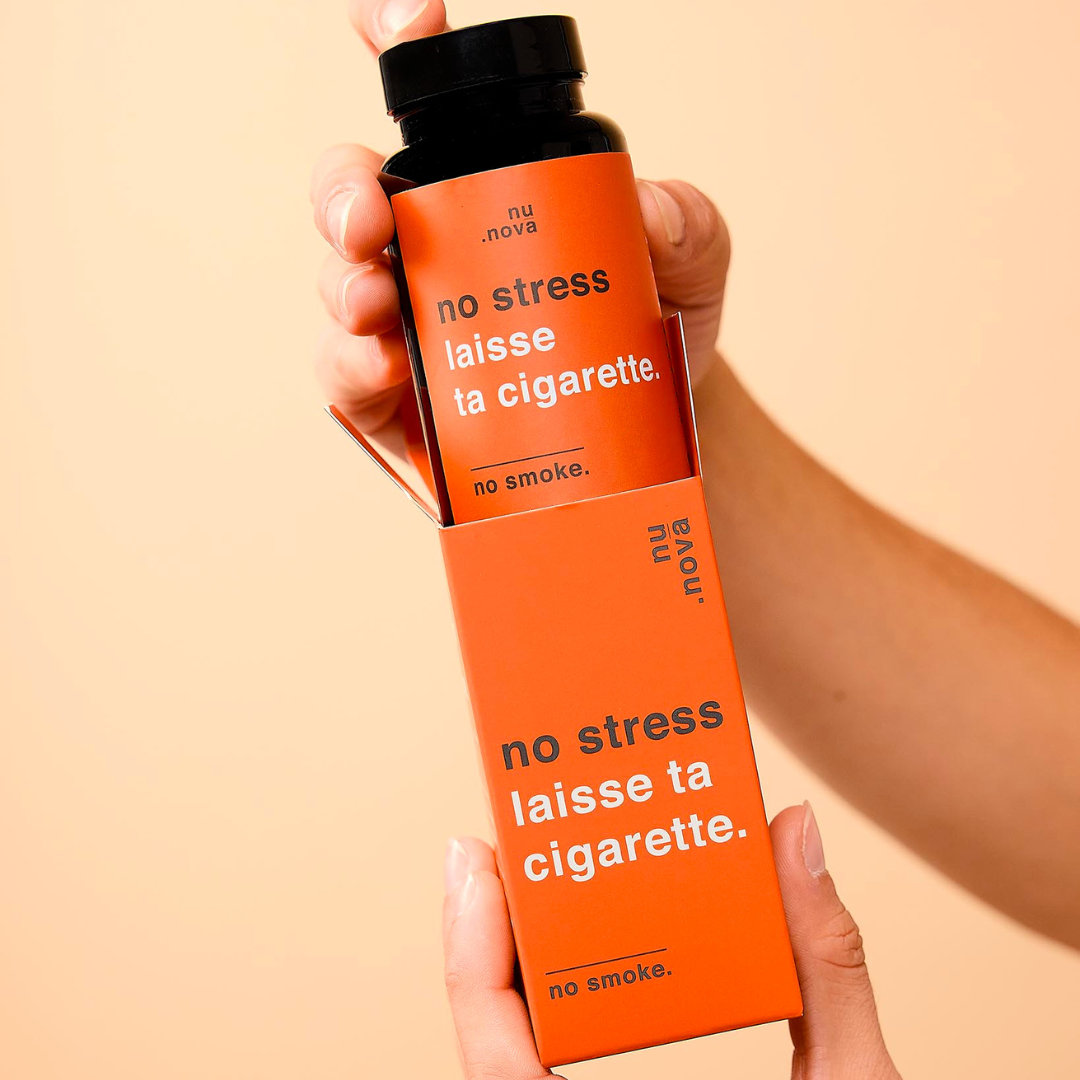 nu
.nova
no stress
laisse
ta cigarette.
no smoke.
nu
.nova
no stress
laisse ta
cigarette.
no smoke.